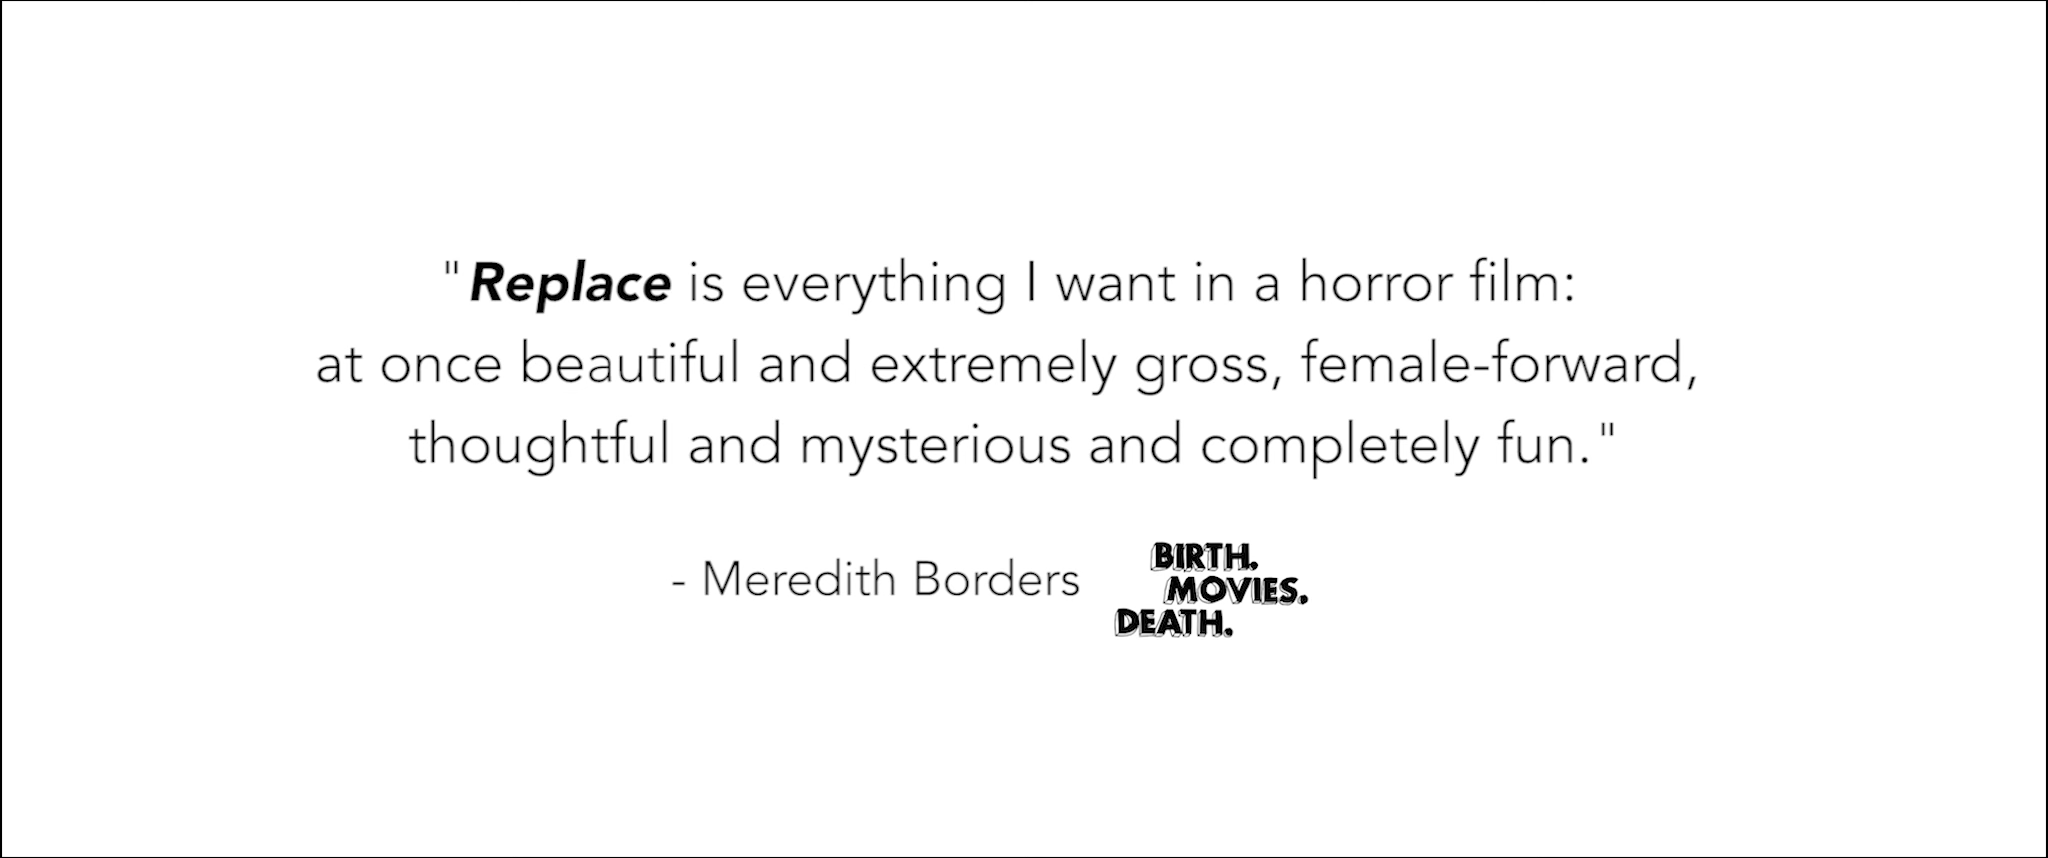 "Replace is everything I want in a horror film:
at once beautiful and extremely gross, female-forward,
thoughtful and mysterious and completely fun."
- Meredith Borders
BIRTH.
MOVIES.
DEATH.